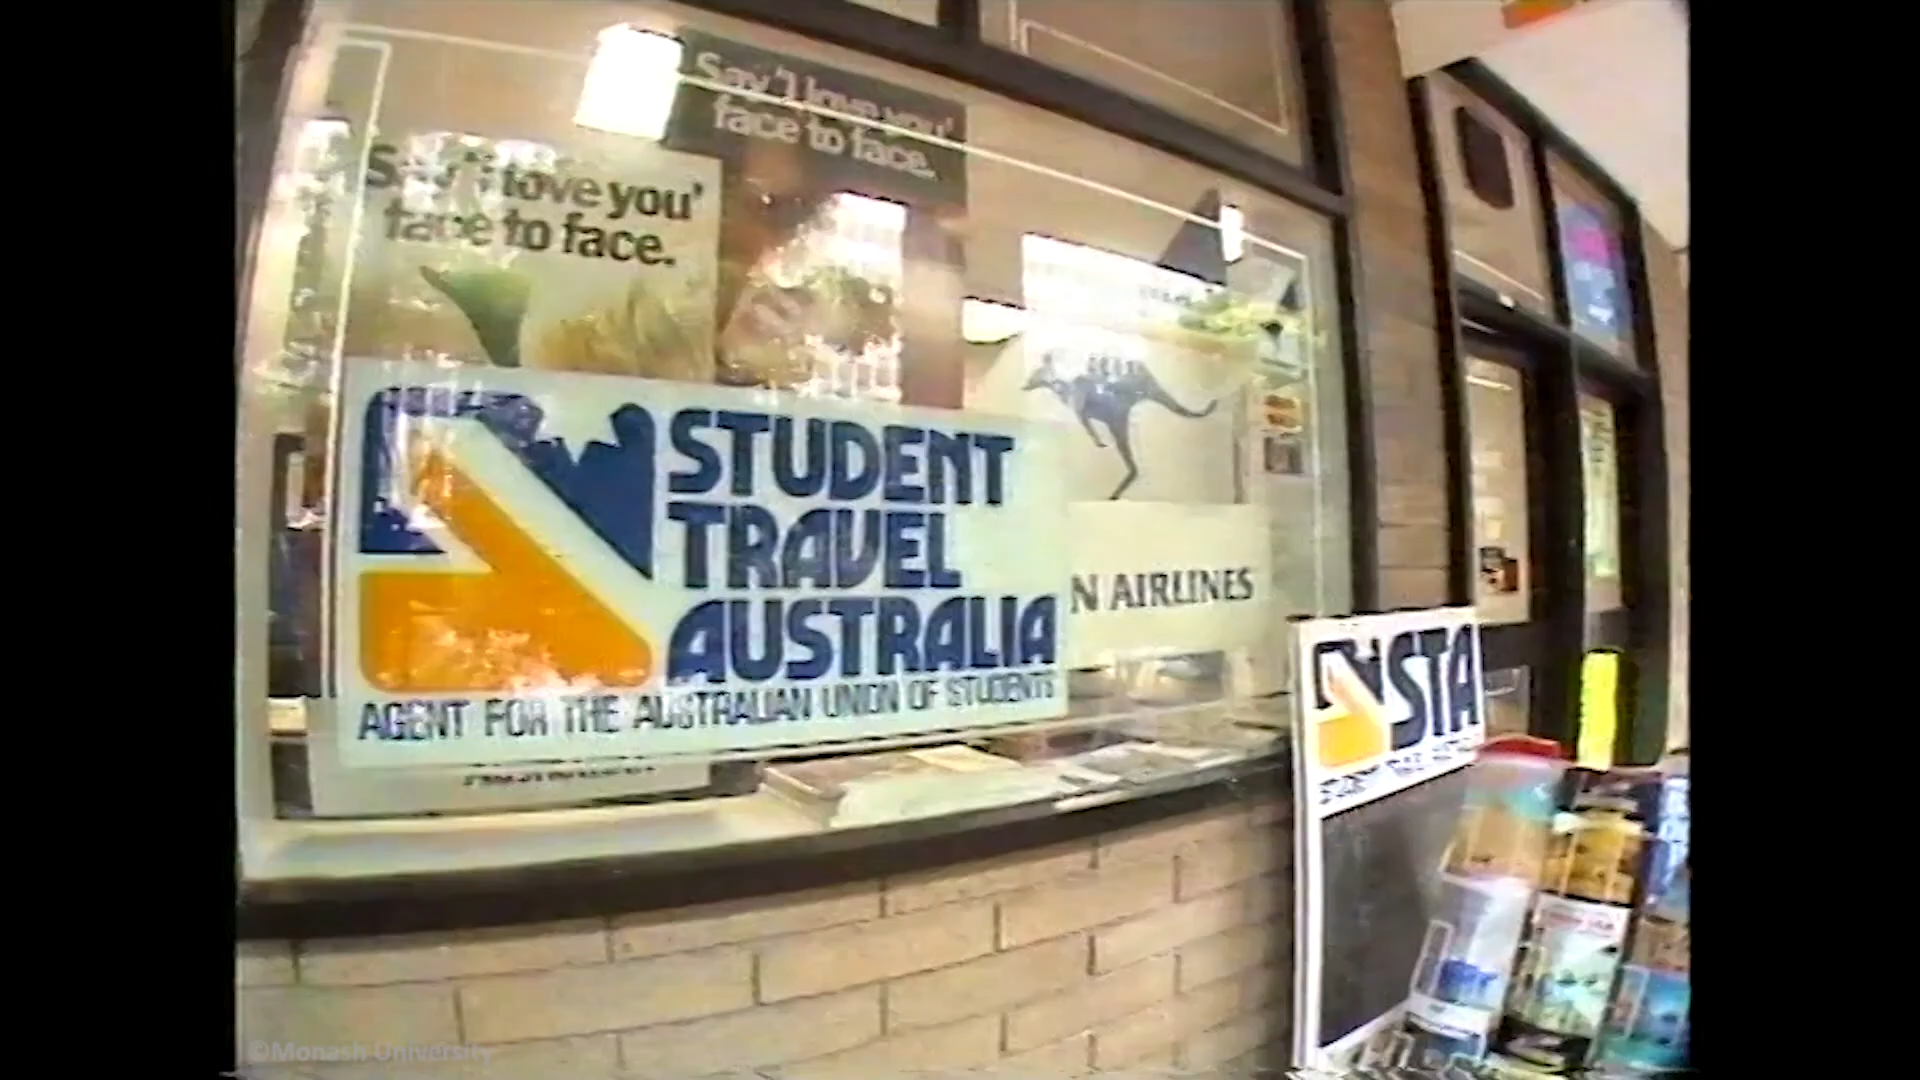 Say 'I love you'
face to face.
Say 'I love you'
face to face.
STUDENT
TRAVEL
AUSTRALIA
AGENT FOR THE AUSTRALIAN UNION OF STUDENTS
N AIRLINES
STA
©Monash University